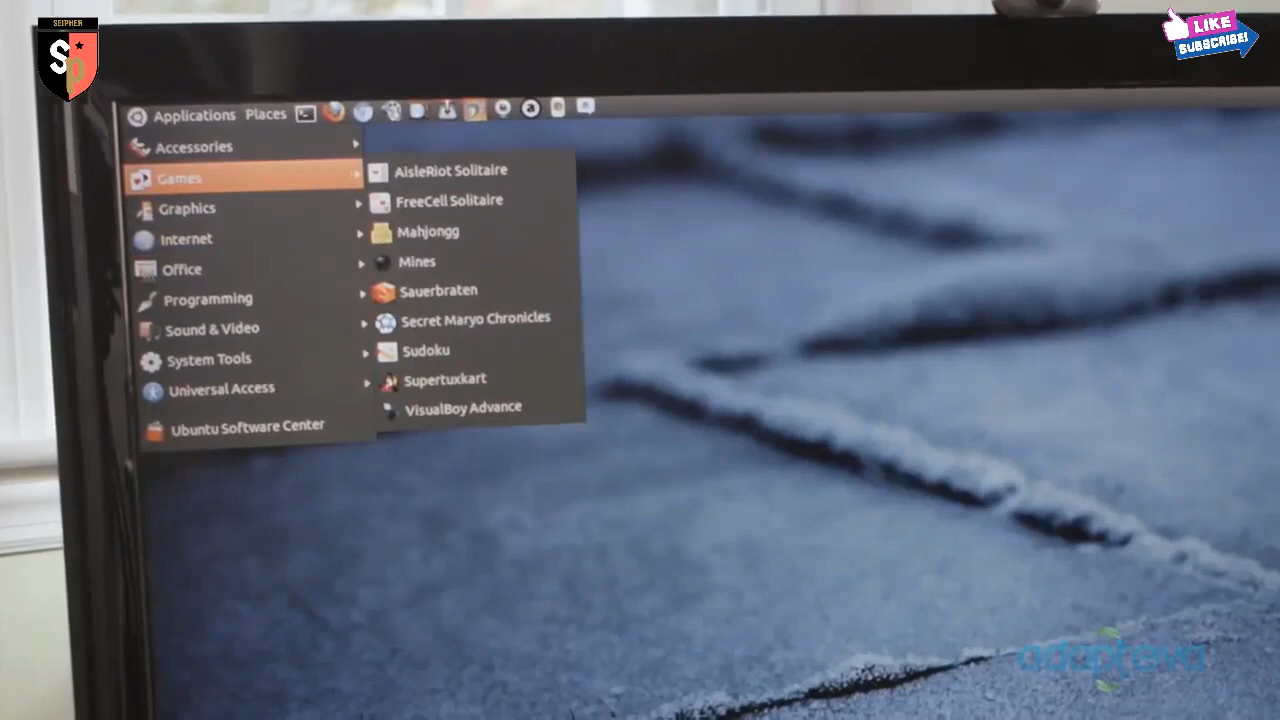 SEIPHER
SP
LIKE
SUBSCRIBE!
Applications Places
Accessories
Games
Graphics
Internet
Office
Programming
Sound & Video
System Tools
Universal Access
Ubuntu Software Center
AisleRiot Solitaire
FreeCell Solitaire
Mahjongg
Mines
Sauerbraten
Secret Maryo Chronicles
Sudoku
Supertuxkart
VisualBoy Advance
adapteva